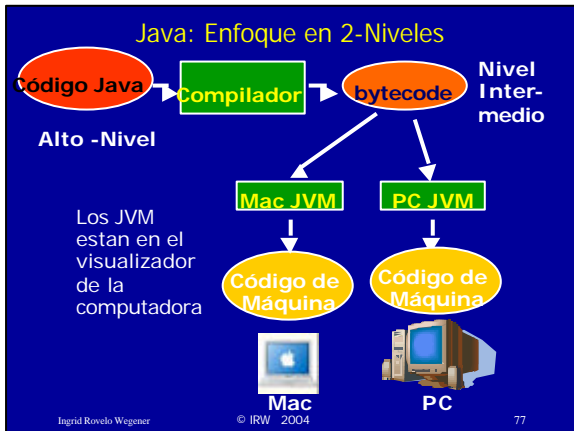 Java: Enfoque en 2-Niveles
Código Java
Compilador
bytecode
Nivel
Inter-
medio
Alto -Nivel
Mac JVM
PC JVM
Los JVM
estan en el
visualizador
de la
computadora
Código de
Máquina
Código de
Máquina
Mac
PC
Ingrid Rovelo Wegener
© IRW 2004
77